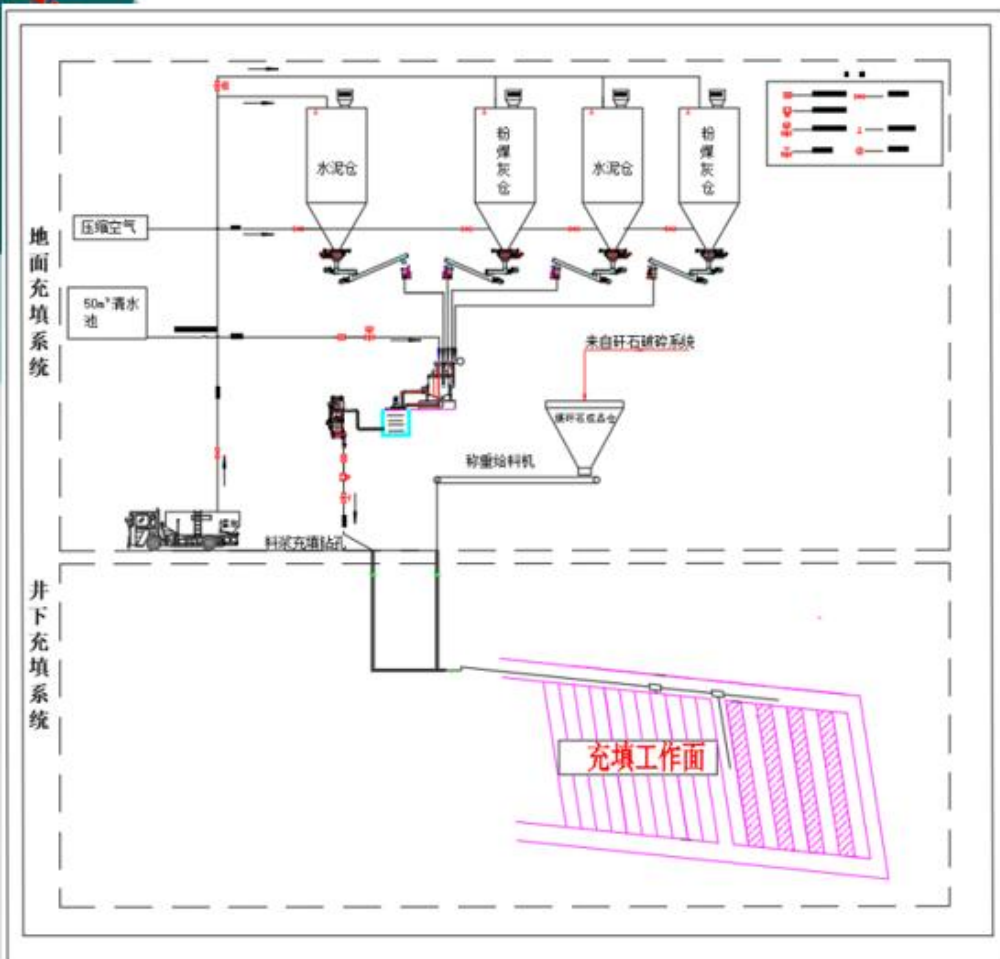 地面充填系统
水泥仓
粉煤灰仓
水泥仓
粉煤灰仓
压缩空气
50m³清水
池
来自矸石破碎系统
煤矸石成品仓
称重给料机
料浆充填钻孔
井下充填系统
充填工作面